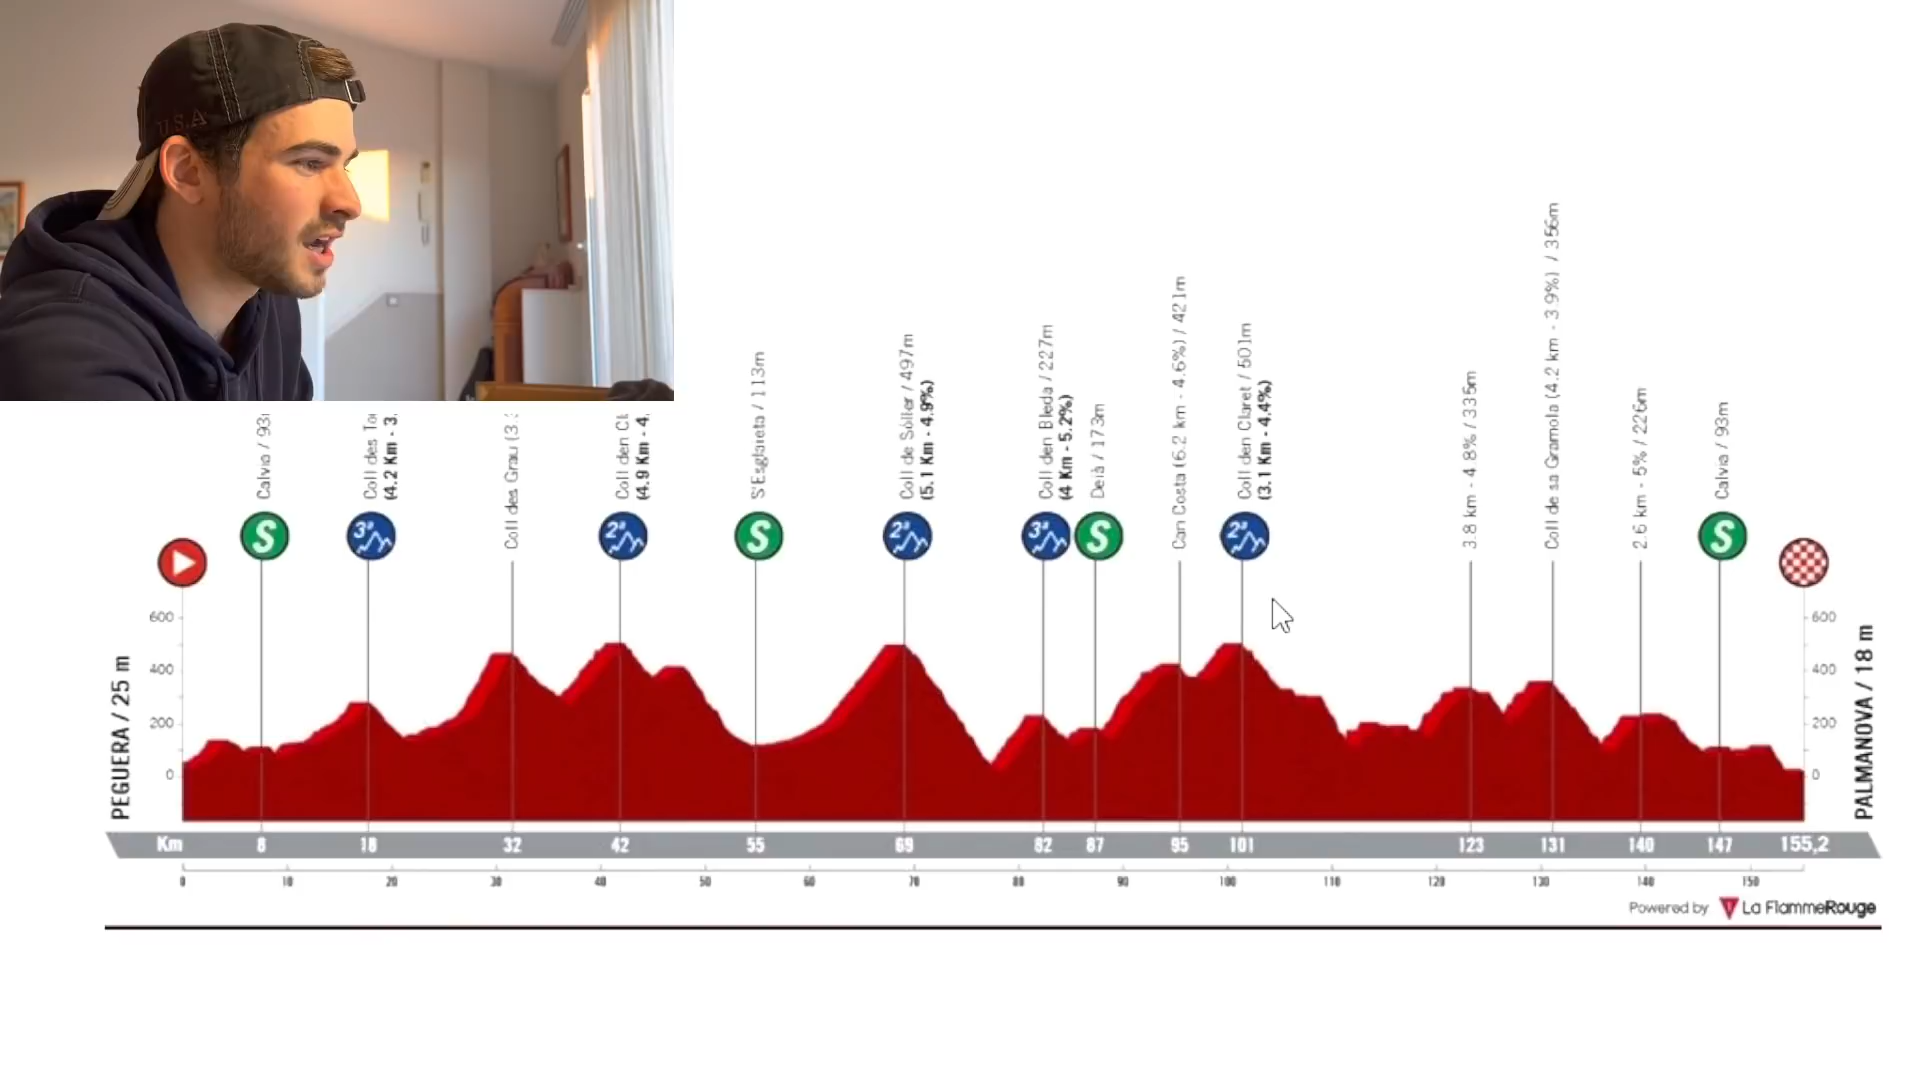 U.S.A
Calvia / 93
Coll des To
(4.2 Km - 3.
Coll des Grau (3.
Coll den Cl
(4.9 Km - 4.
S'Esglaieta / 113m
Coll de Sóller / 497m
(5.1 Km - 4.9%)
Coll den Bleda / 227m
(4 Km - 5.2%)
Deià / 173m
Can Costa (6.2 km - 4.6%) / 421m
Coll den Claret / 501m
(3.1 Km - 4.4%)
3.8 km - 4.8% / 335m
Coll de sa Gramola (4.2 km - 3.9%) / 356m
2.6 km - 5% / 226m
Calvia / 93m
S 3ª 2ª S 2ª 3ª S 2ª S
600 600
400 400
200 200
0 0
PEGUERA / 25 m
PALMANOVA / 18 m
Km 8 18 32 42 55 69 82 87 95 101 123 131 140 147 155,2
0 10 20 30 40 50 60 70 80 90 100 110 120 130 140 150
Powered by La FlammeRouge